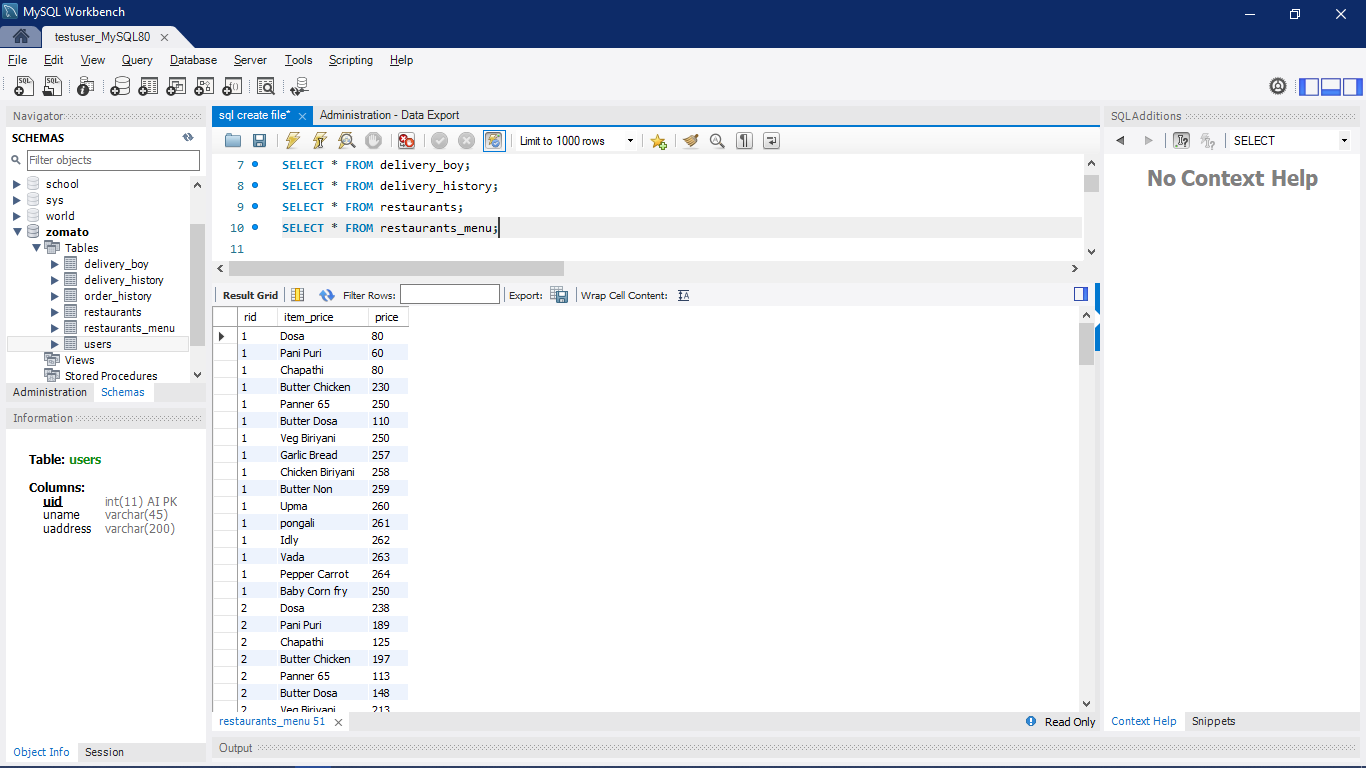 MySQL Workbench
testuser_MySQL80
File Edit View Query Database Server Tools Scripting Help
Navigator
SCHEMAS
Filter objects
school
sys
world
zomato
Tables
delivery_boy
delivery_history
order_history
restaurants
restaurants_menu
users
Views
Stored Procedures
Administration Schemas
Information
Table: users
Columns:
uid int(11) AI PK
uname varchar(45)
uaddress varchar(200)
Object Info Session
sql create file* Administration - Data Export
Limit to 1000 rows
7 SELECT * FROM delivery_boy;
8 SELECT * FROM delivery_history;
9 SELECT * FROM restaurants;
10 SELECT * FROM restaurants_menu;
11
Result Grid Filter Rows: Export: Wrap Cell Content:
rid item_price price
1 Dosa 80
1 Pani Puri 60
1 Chapathi 80
1 Butter Chicken 230
1 Panner 65 250
1 Butter Dosa 110
1 Veg Biriyani 250
1 Garlic Bread 257
1 Chicken Biriyani 258
1 Butter Non 259
1 Upma 260
1 pongali 261
1 Idly 262
1 Vada 263
1 Pepper Carrot 264
1 Baby Corn fry 250
2 Dosa 238
2 Pani Puri 189
2 Chapathi 125
2 Butter Chicken 197
2 Panner 65 113
2 Butter Dosa 148
2 Veg Biriyani 213
restaurants_menu 51
Read Only
Output
SQLAdditions
SELECT
No Context Help
Context Help Snippets